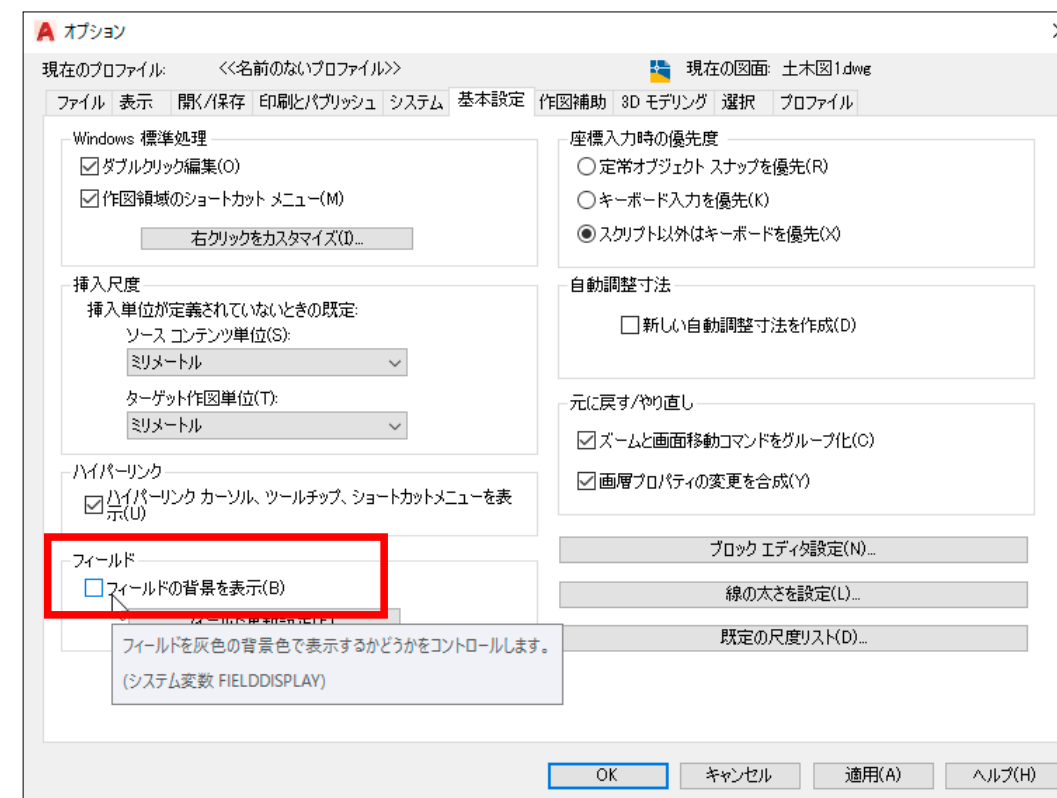 オプション
現在のプロファイル: <<名前のないプロファイル>> 現在の図面: 土木図1.dwg
ファイル 表示 開く/保存 印刷とパブリッシュ システム 基本設定 作図補助 3D モデリング 選択 プロファイル
Windows 標準処理
ダブルクリック編集(O)
作図領域のショートカット メニュー(M)
右クリックをカスタマイズ(I)...
挿入尺度
挿入単位が定義されていないときの既定:
ソース コンテンツ単位(S):
ミリメートル
ターゲット作図単位(T):
ミリメートル
ハイパーリンク
ハイパーリンク カーソル、ツールチップ、ショートカットメニューを表
示(U)
フィールド
フィールドの背景を表示(B)
フィールドを灰色の背景色で表示するかどうかをコントロールします。
(システム変数 FIELDDISPLAY)
座標入力時の優先度
定常オブジェクト スナップを優先(R)
キーボード入力を優先(K)
スクリプト以外はキーボードを優先(X)
自動調整寸法
新しい自動調整寸法を作成(D)
元に戻す/やり直し
ズームと画面移動コマンドをグループ化(C)
画層プロパティの変更を合成(Y)
ブロック エディタ設定(N)...
線の太さを設定(L)...
既定の尺度リスト(D)...
OK キャンセル 適用(A) ヘルプ(H)